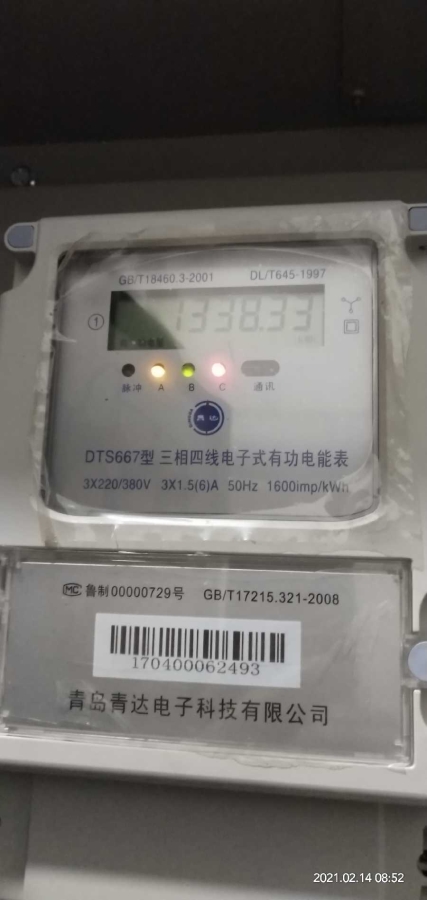 GB/T18460.3-2001 DL/T645-1997
① 1338.33
kWh
脉冲 A B C 通讯
DTS667型 三相四线电子式有功电能表
3X220/380V 3X1.5(6)A 50Hz 1600imp/kWh
MC 鲁制00000729号 GB/T17215.321-2008
170400062493
青岛青达电子科技有限公司
2021.02.14 08:52